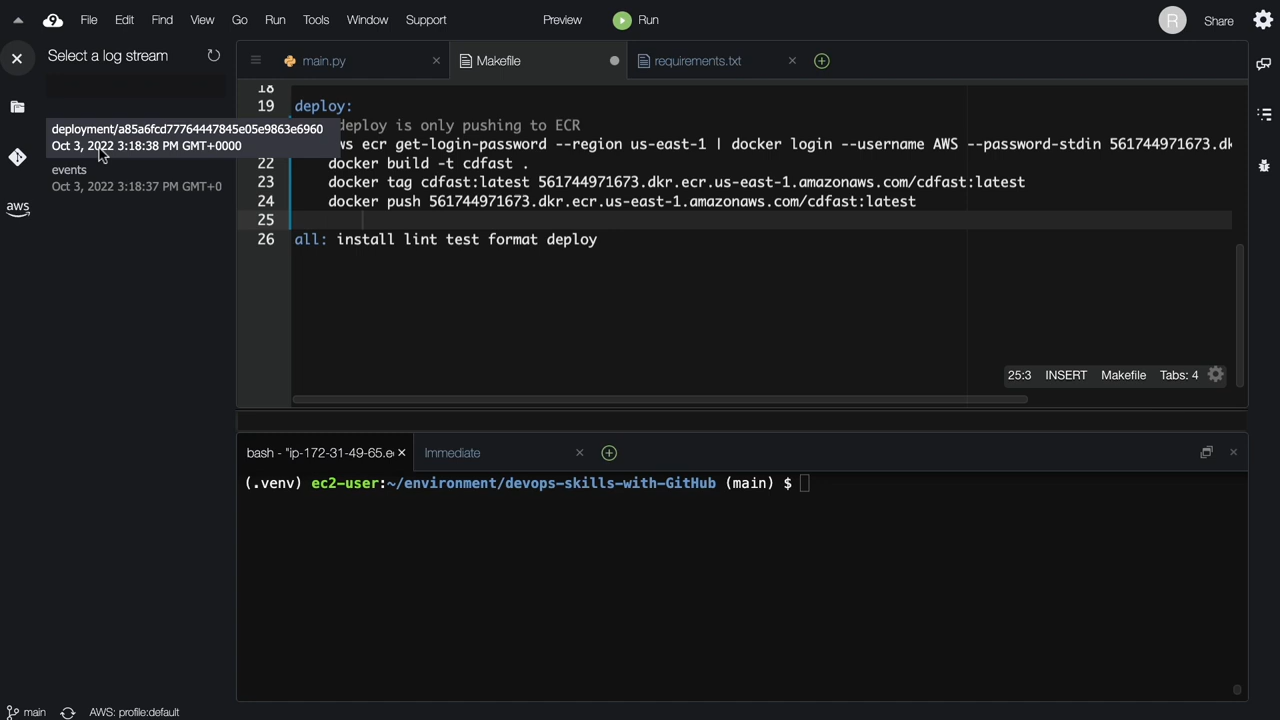 File Edit Find View Go Run Tools Window Support Preview Run R Share
Select a log stream
main.py
Makefile
requirements.txt
deployment/a85a6fcd77764447845e05e9863e6960
Oct 3, 2022 3:18:38 PM GMT+0000
events
Oct 3, 2022 3:18:37 PM GMT+0
aws
18
19 deploy:
deploy is only pushing to ECR
ws ecr get-login-password --region us-east-1 | docker login --username AWS --password-stdin 561744971673.dk
22 docker build -t cdfast .
23 docker tag cdfast:latest 561744971673.dkr.ecr.us-east-1.amazonaws.com/cdfast:latest
24 docker push 561744971673.dkr.ecr.us-east-1.amazonaws.com/cdfast:latest
25
26 all: install lint test format deploy
25:3 INSERT Makefile Tabs: 4
bash - "ip-172-31-49-65.e
Immediate
(.venv) ec2-user:~/environment/devops-skills-with-GitHub (main) $
main AWS: profile:default